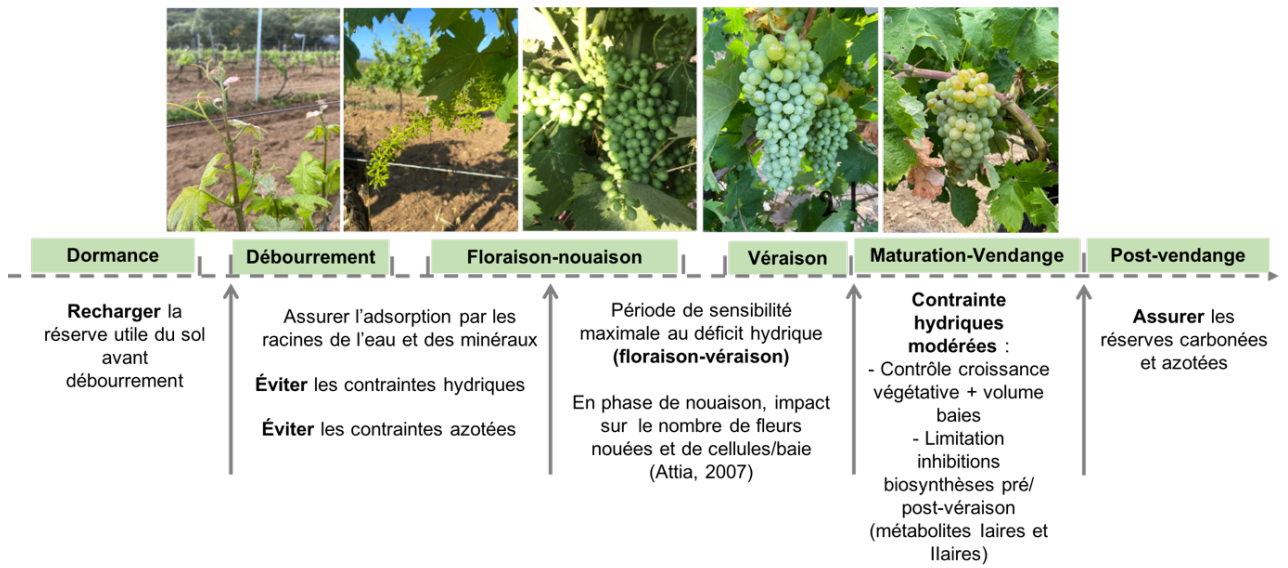 Dormance
Débourrement
Floraison-nouaison
Véraison
Maturation-Vendange
Post-vendange
Recharger la
réserve utile du sol
avant
débourrement
Assurer l’adsorption par les
racines de l’eau et des minéraux
Éviter les contraintes hydriques
Éviter les contraintes azotées
Période de sensibilité
maximale au déficit hydrique
(floraison-véraison)
En phase de nouaison, impact
sur le nombre de fleurs
nouées et de cellules/baie
(Attia, 2007)
Contrainte
hydriques
modérées :
- Contrôle croissance
végétative + volume
baies
- Limitation
inhibitions
biosynthèses pré/
post-véraison
(métabolites Iaires et
IIaires)
Assurer les
réserves carbonées
et azotées